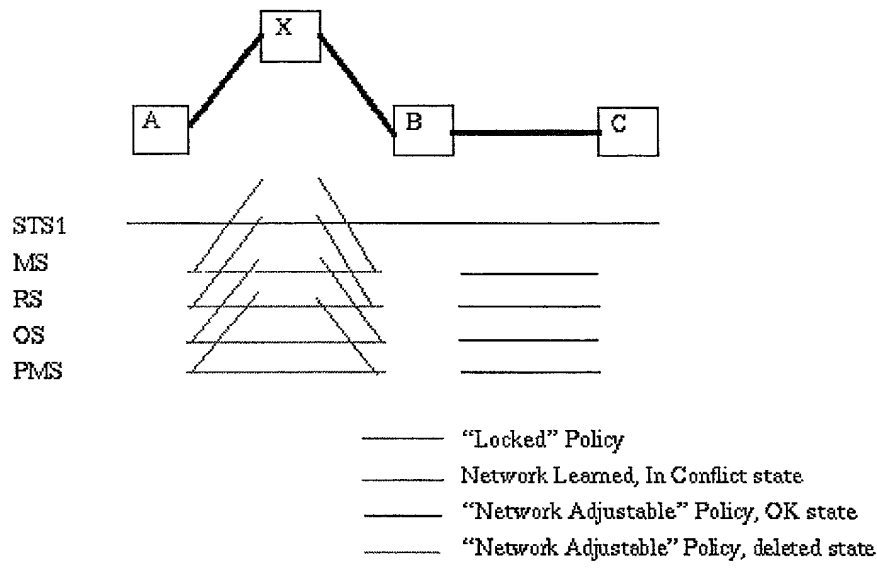 X
A
B
C
STS1
MS
RS
OS
PMS
"Locked" Policy
Network Learned, In Conflict state
"Network Adjustable" Policy, OK state
"Network Adjustable" Policy, deleted state